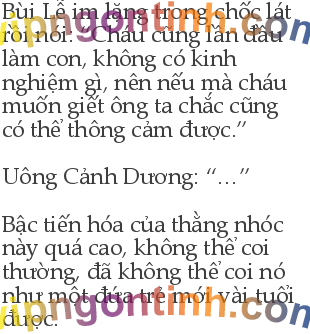 Bùi Lễ im lặng trong chốc lát
rồi nói: “Cháu cũng lần đầu
làm con, không có kinh
nghiệm gì, nên nếu mà cháu
muốn giết ông ta chắc cũng
có thể thông cảm được.”
Uông Cảnh Dương: “...”
Bậc tiến hóa của thằng nhóc
này quá cao, không thể coi
thường, đã không thể coi nó
như một đứa trẻ mới vài tuổi
được.